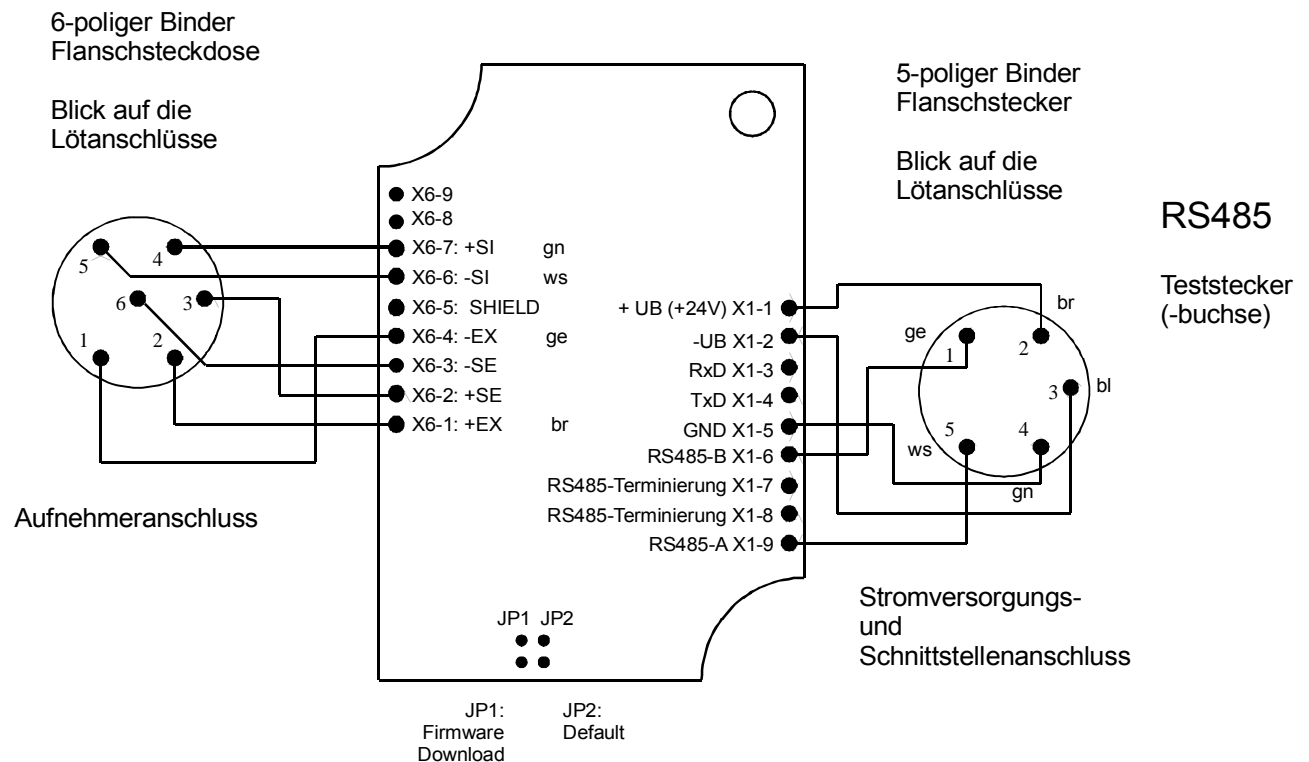 6-poliger Binder
Flanschsteckdose
Blick auf die
Lötanschlüsse
5
4
6
3
1
2
Aufnehmeranschluss
X6-9
X6-8
X6-7: +SI gn
X6-6: -SI ws
X6-5: SHIELD
X6-4: -EX ge
X6-3: -SE
X6-2: +SE
X6-1: +EX br
+ UB (+24V) X1-1
-UB X1-2
RxD X1-3
TxD X1-4
GND X1-5
RS485-B X1-6
RS485-Terminierung X1-7
RS485-Terminierung X1-8
RS485-A X1-9
JP1 JP2
JP1:
Firmware
Download
JP2:
Default
5-poliger Binder
Flanschstecker
Blick auf die
Lötanschlüsse
ge
br
1
2
3
bl
5
4
ws
gn
Stromversorgungs-
und
Schnittstellenanschluss
RS485
Teststecker
(-buchse)